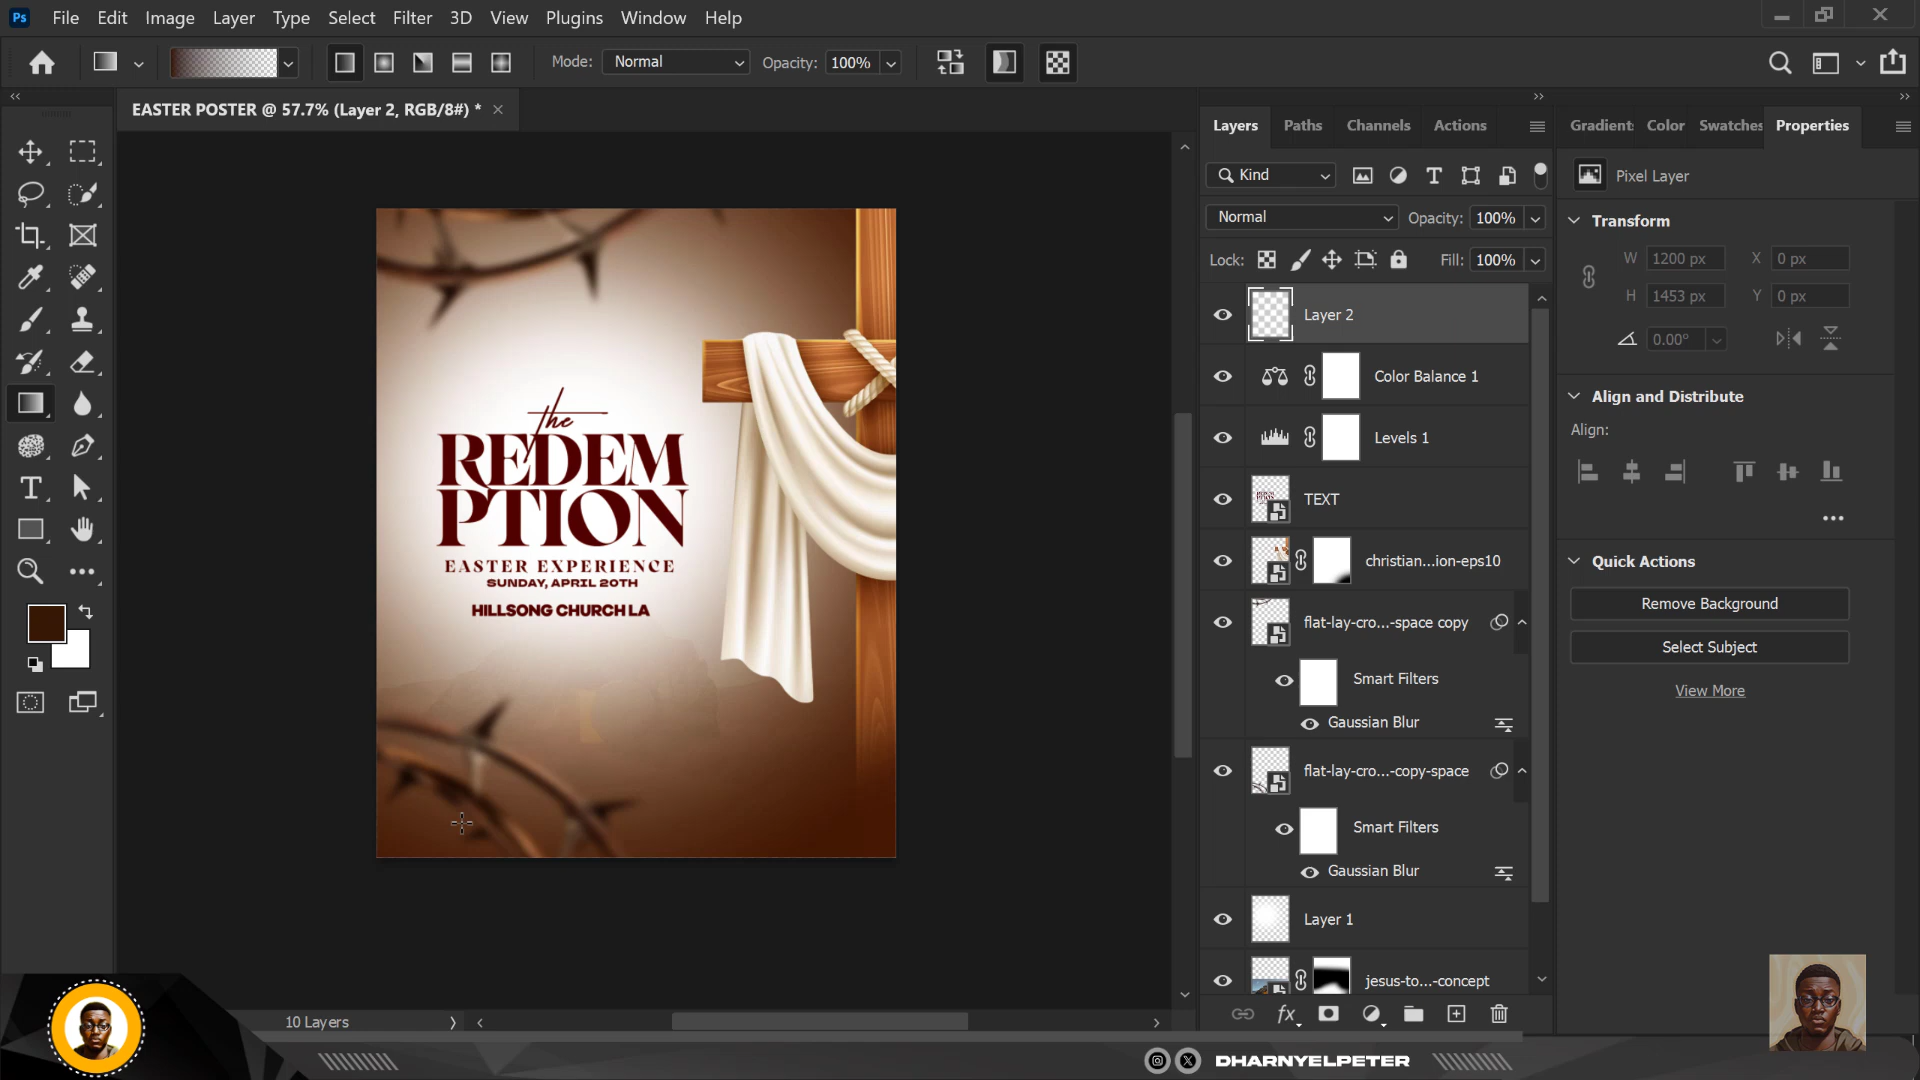 Ps File Edit Image Layer Type Select Filter 3D View Plugins Window Help
Mode: Normal Opacity: 100%
EASTER POSTER @ 57.7% (Layer 2, RGB/8#) *
Layers Paths Channels Actions
Gradient Color Swatches Properties
Kind
Pixel Layer
Normal Opacity: 100%
Transform
Lock: Fill: 100%
W 1200 px X 0 px
H 1453 px Y 0 px
0.00°
Layer 2
Color Balance 1
Levels 1
TEXT
christian...ion-eps10
flat-lay-cro...-space copy
Smart Filters
Gaussian Blur
flat-lay-cro...-copy-space
Smart Filters
Gaussian Blur
Layer 1
jesus-to...-concept
fx
Align and Distribute
Align:
Quick Actions
Remove Background
Select Subject
View More
the
REDEM
PTION
EASTER EXPERIENCE
SUNDAY, APRIL 20TH
HILLSONG CHURCH LA
10 Layers
DHARNYELPETER